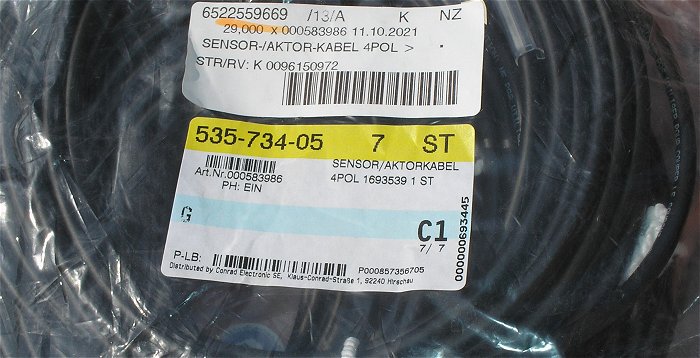 6522559669 /13/A K NZ
29,000 x 000583986 11.10.2021
SENSOR-/AKTOR-KABEL 4POL >
STR/RV: K 0096150972
535-734-05 7 ST
Art.Nr.000583986
PH: EIN
SENSOR/AKTORKABEL
4POL 1693539 1 ST
G
C1
7/ 7
000000693445
P-LB:
P000857356705
Distributed by Conrad Electronic SE, Klaus-Conrad-Straße 1, 92240 Hirschau